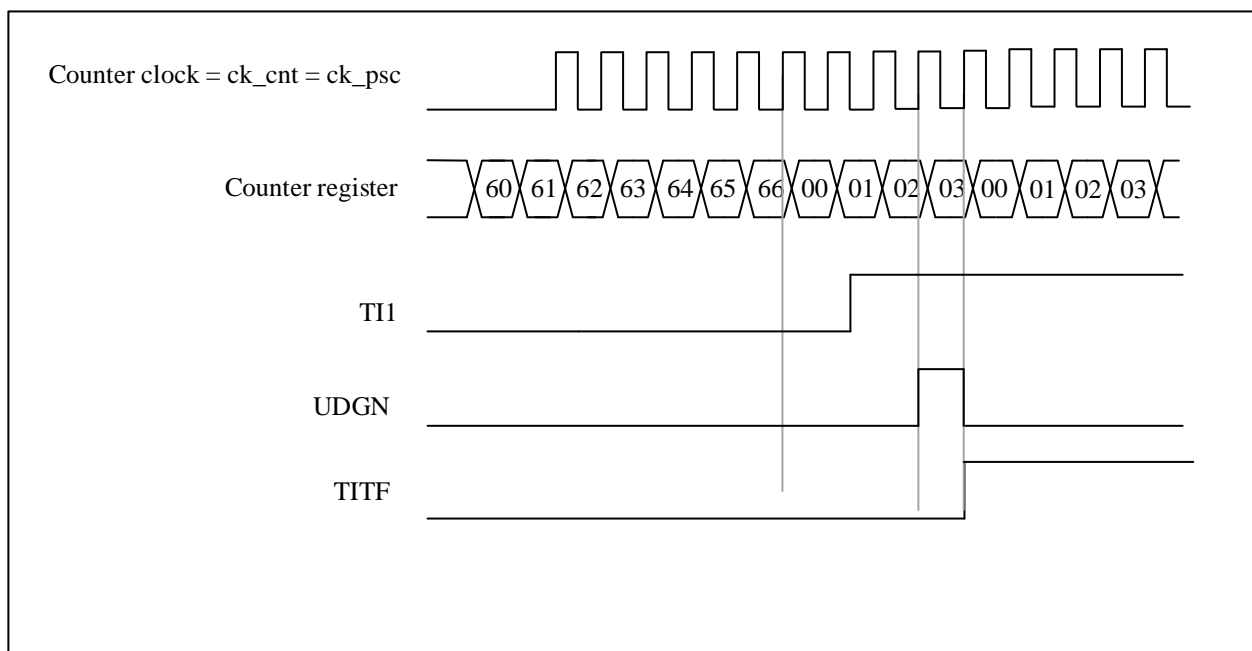 Counter clock = ck_cnt = ck_psc
Counter register 60 61 62 63 64 65 66 00 01 02 03 00 01 02 03
TI1
UDGN
TITF